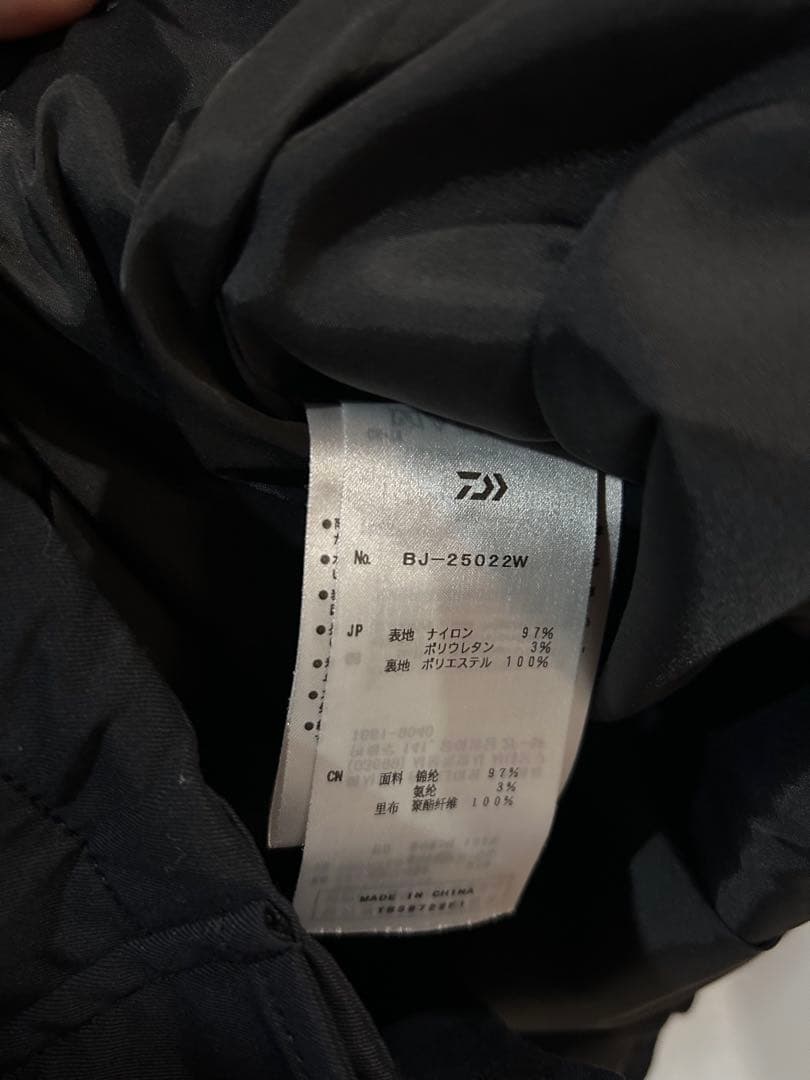 No. BJ-25022W
JP 表地 ナイロン 97%
ポリウレタン 3%
裏地 ポリエステル 100%
CN 面料 锦纶 97%
氨纶 3%
里布 聚酯纤维 100%
MADE IN CHINA